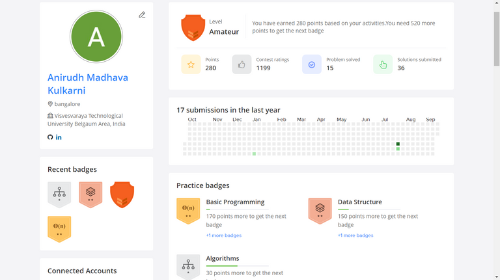 A
Anirudh Madhava
Kulkarni
bangalore
Visvesvaraya Technological
University Belgaum Area, India
in
Recent badges
Connected Accounts
Level
Amateur
You have earned 280 points based on your activities.You need 520 more
points to get the next badge
Points
280
Contest ratings
1199
Problem solved
15
Solutions submitted
36
17 submissions in the last year
Oct Nov Dec Jan Feb Mar Apr May Jun Jul Aug Sep
Practice badges
Basic Programming
170 points more to get the next
badge
+1 more badges
Data Structure
150 points more to get the next
badge
+1 more badges
Algorithms
30 points more to get the next
badge